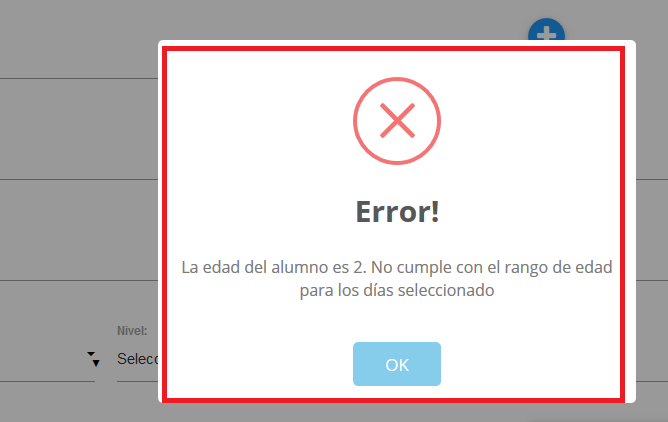 Error!
La edad del alumno es 2. No cumple con el rango de edad
para los días seleccionado
Nivel:
OK